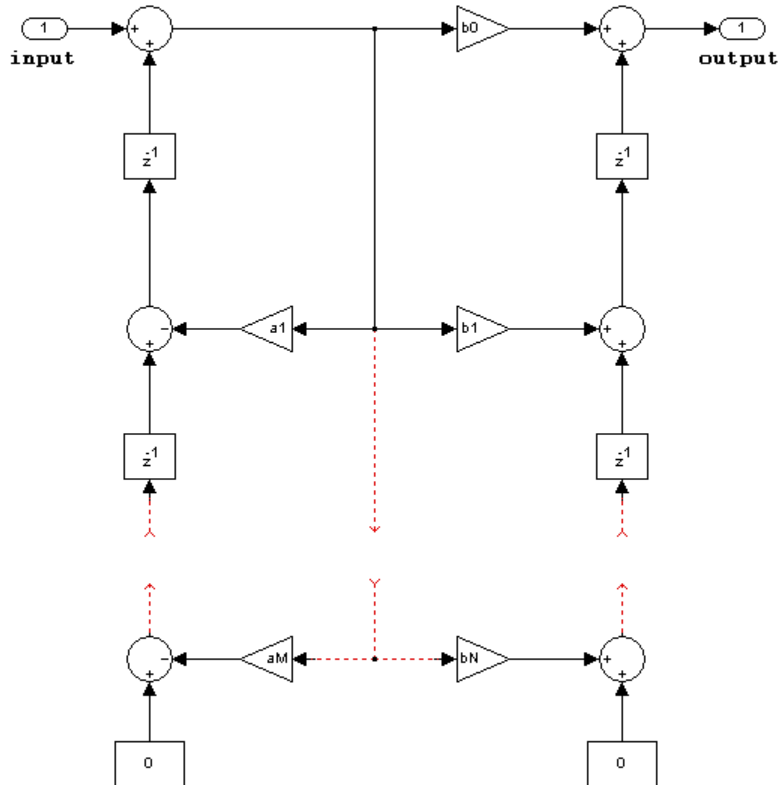 1 + + b0 + + 1
input output
z-1 z-1
- + a1 b1 + +
z-1 z-1
- + aM bN + +
0 0